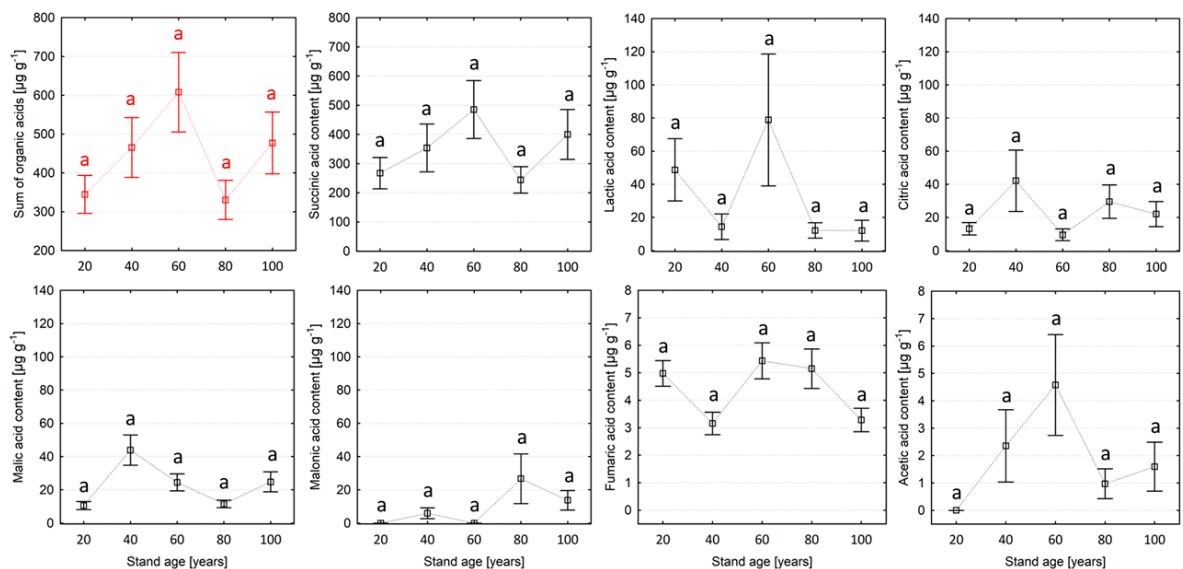 Sum of organic acids [µg g-1]
800
700
600
500
400
300
200
a a a a a
20 40 60 80 100
Succinic acid content [µg g-1]
800
700
600
500
400
300
200
100
0
a a a a a
20 40 60 80 100
Lactic acid content [µg g-1]
140
120
100
80
60
40
20
0
a a a a a
20 40 60 80 100
Citric acid content [µg g-1]
140
120
100
80
60
40
20
0
a a a a a
20 40 60 80 100
Malic acid content [µg g-1]
140
120
100
80
60
40
20
0
a a a a a
20 40 60 80 100
Stand age [years]
Malonic acid content [µg g-1]
140
120
100
80
60
40
20
0
a a a a a
20 40 60 80 100
Stand age [years]
Fumaric acid content [µg g-1]
8
7
6
5
4
3
2
1
0
a a a a a
20 40 60 80 100
Stand age [years]
Acetic acid content [µg g-1]
8
7
6
5
4
3
2
1
0
a a a a a
20 40 60 80 100
Stand age [years]